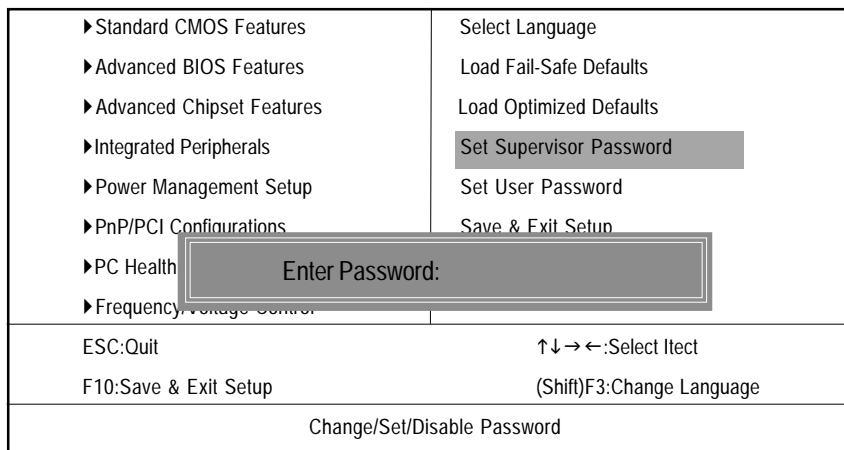 ▶Standard CMOS Features
▶Advanced BIOS Features
▶Advanced Chipset Features
▶Integrated Peripherals
▶Power Management Setup
▶PnP/PCI Configurations
▶PC Health
▶Frequency/Voltage Control
Select Language
Load Fail-Safe Defaults
Load Optimized Defaults
Set Supervisor Password
Set User Password
Save & Exit Setup
Enter Password:
ESC:Quit
↑↓→←:Select Itect
F10:Save & Exit Setup
(Shift)F3:Change Language
Change/Set/Disable Password